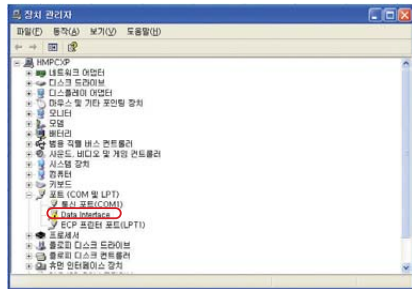 장치 관리자
파일(F) 동작(A) 보기(V) 도움말(H)
HMPCXP
네트워크 어댑터
디스크 드라이브
디스플레이 어댑터
마우스 및 기타 포인팅 장치
모니터
모뎀
배터리
범용 직렬 버스 컨트롤러
사운드, 비디오 및 게임 컨트롤러
시스템 장치
컴퓨터
키보드
포트 (COM 및 LPT)
통신 포트(COM1)
Data Interface
ECP 프린터 포트(LPT1)
프로세서
플로피 디스크 드라이브
플로피 디스크 컨트롤러
휴먼 인터페이스 장치